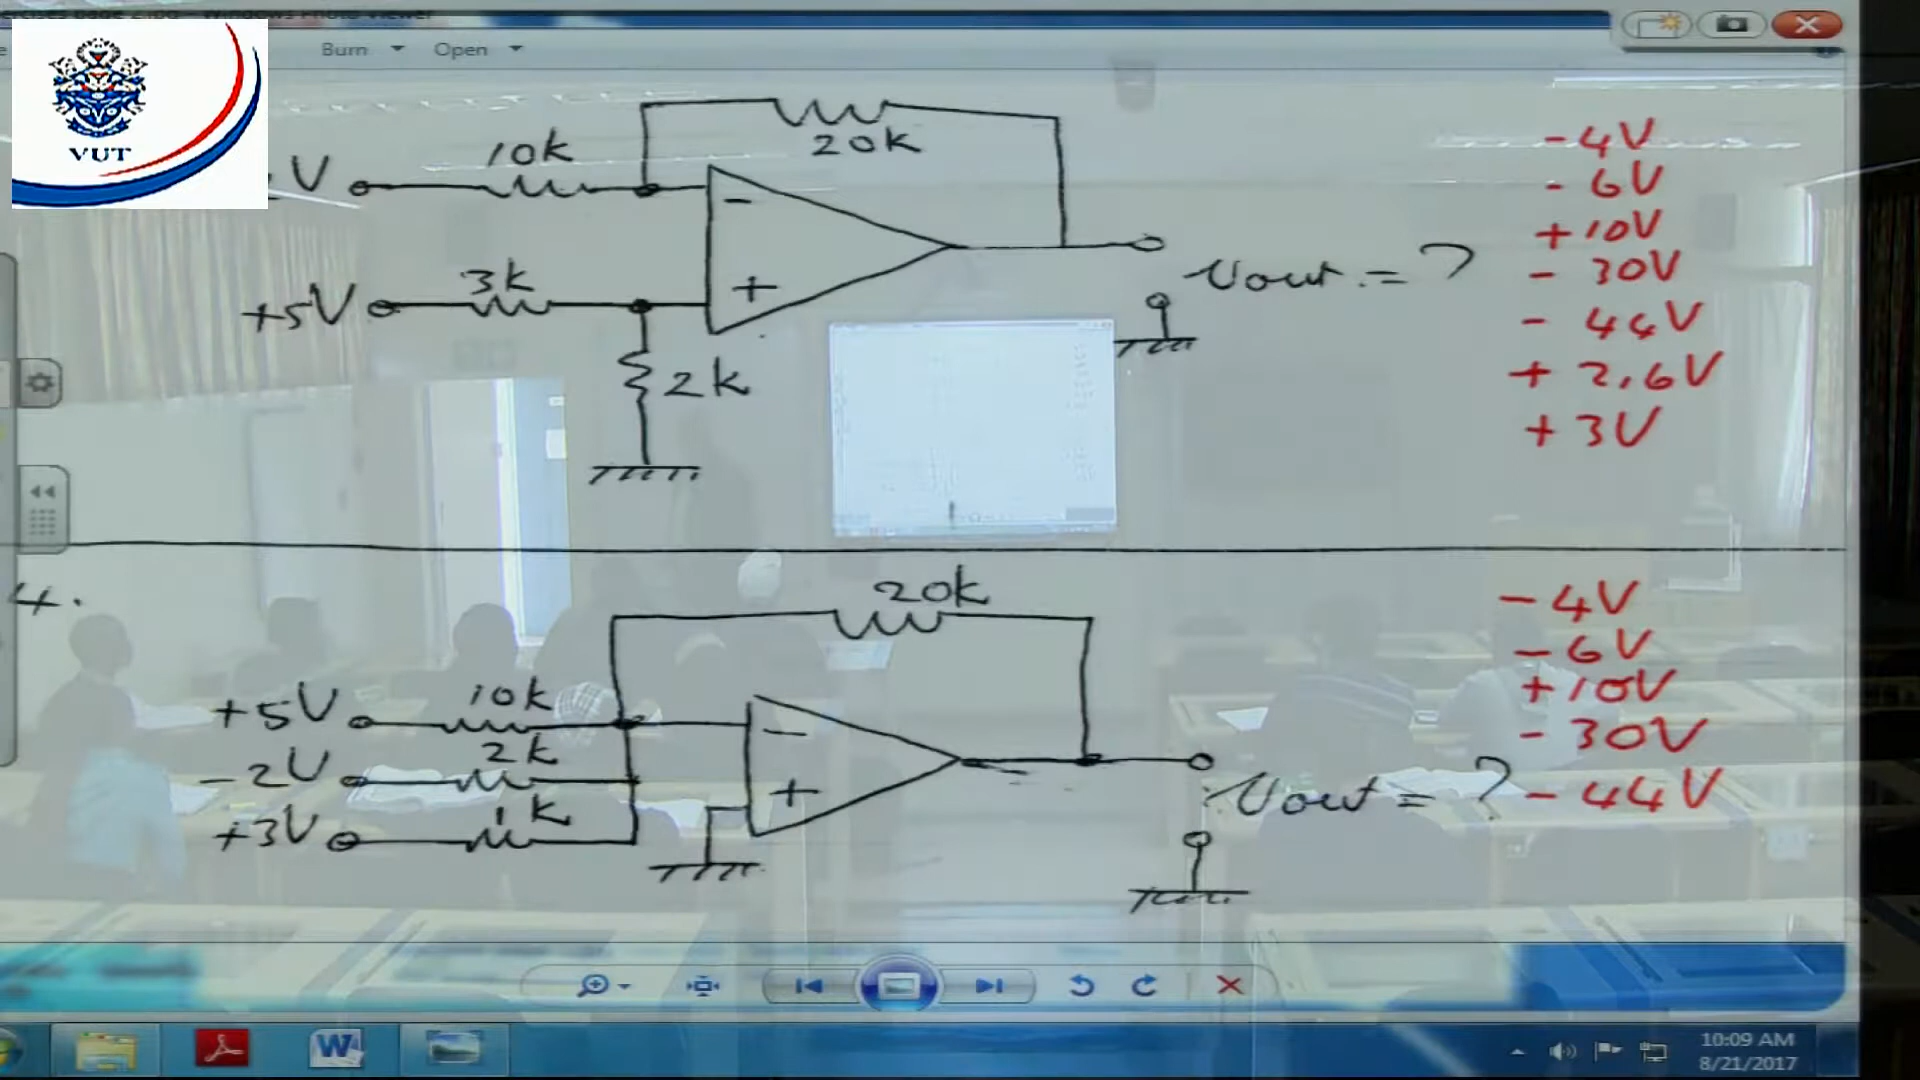 Burn Open
VUT
10k
20k
V
3k
+5V
2k
-
+
Vout = ?
-4V
-6V
+10V
-30V
-44V
+2,6V
+3V
4.
20k
+5V
10k
-2V
2k
+3V
1k
-
+
Vout = ?
-4V
-6V
+10V
-30V
-44V
10:09 AM
8/21/2017